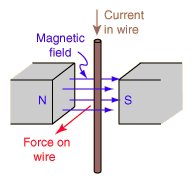 Current
in wire
Magnetic
field
N
S
Force on
wire